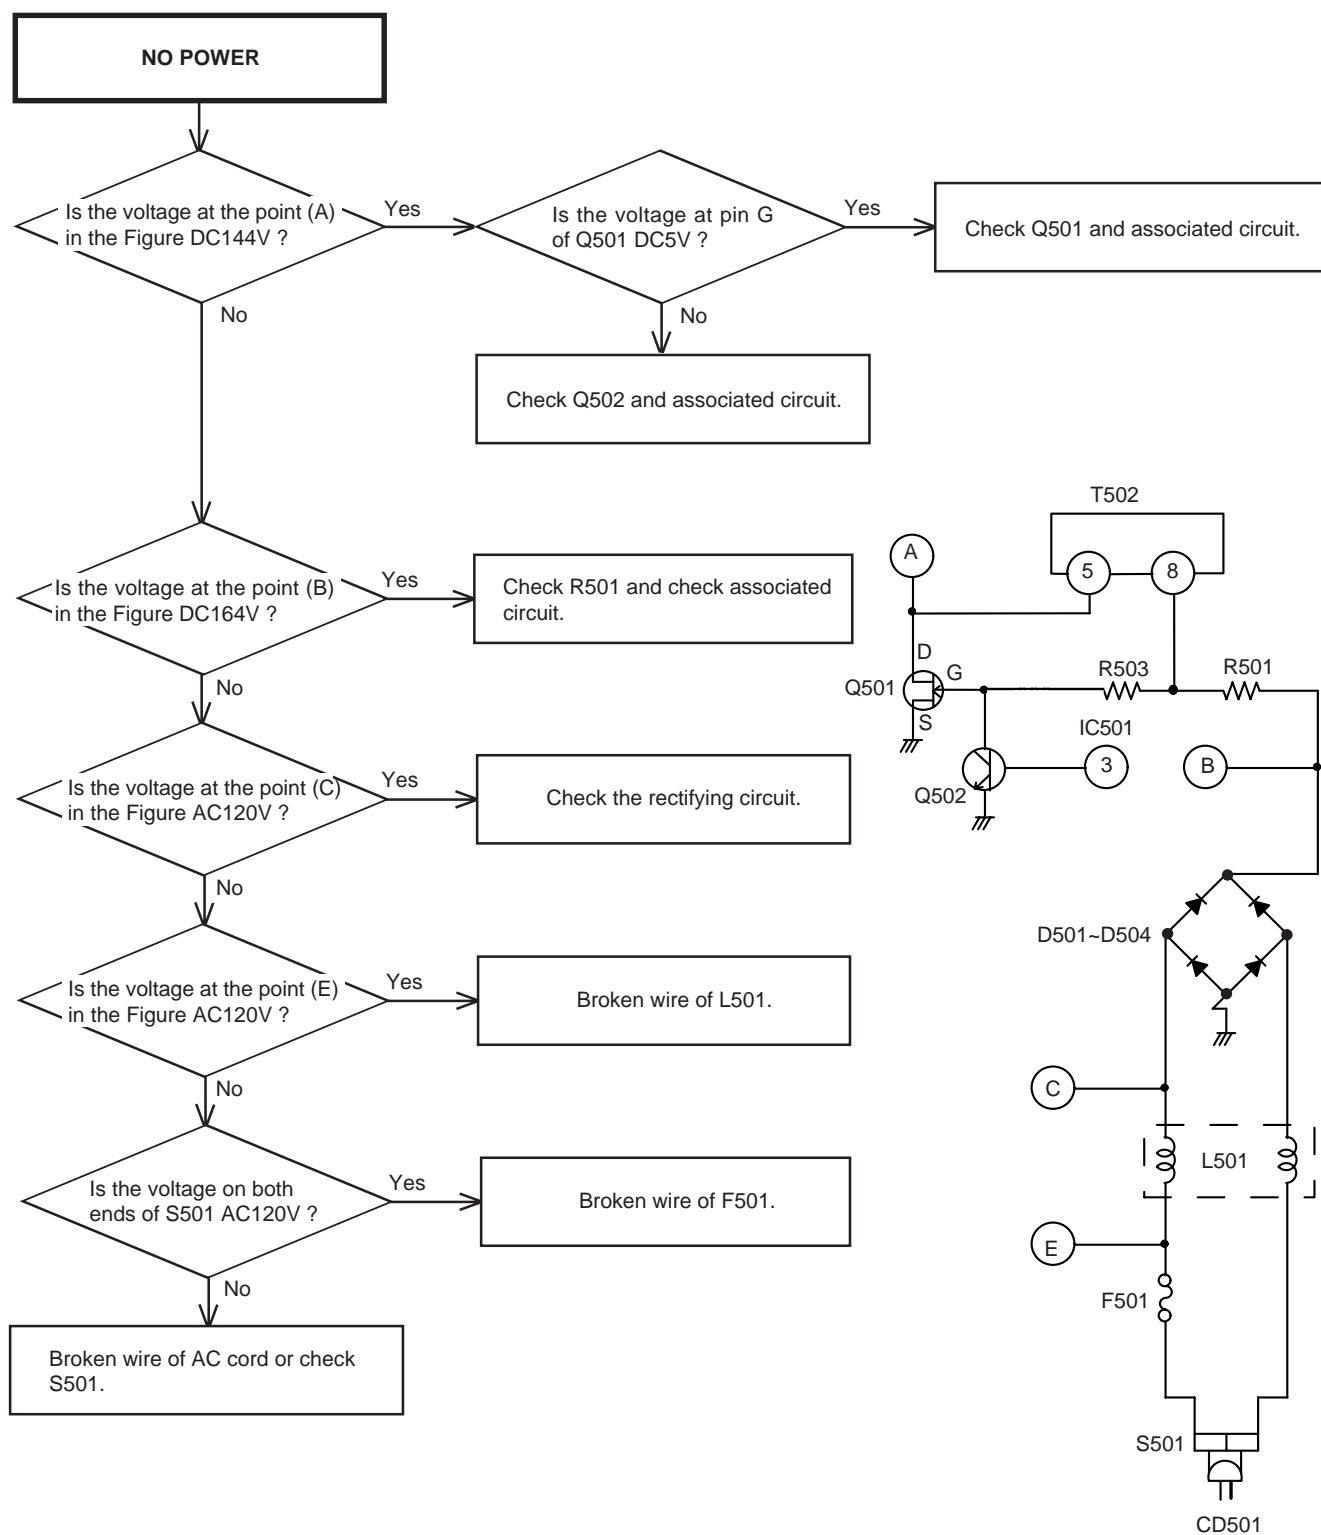 NO POWER
Is the voltage at the point (A)
in the Figure DC144V ?
Yes
Is the voltage at pin G
of Q501 DC5V ?
Yes
Check Q501 and associated circuit.
No
No
Check Q502 and associated circuit.
Is the voltage at the point (B)
in the Figure DC164V ?
Yes
Check R501 and check associated
circuit.
No
Is the voltage at the point (C)
in the Figure AC120V ?
Yes
Check the rectifying circuit.
No
Is the voltage at the point (E)
in the Figure AC120V ?
Yes
Broken wire of L501.
No
Is the voltage on both
ends of S501 AC120V ?
Yes
Broken wire of F501.
No
Broken wire of AC cord or check
S501.
T502
A
5
8
D
G
Q501
S
R503
R501
IC501
3
B
Q502
D501~D504
C
L501
E
F501
S501
CD501